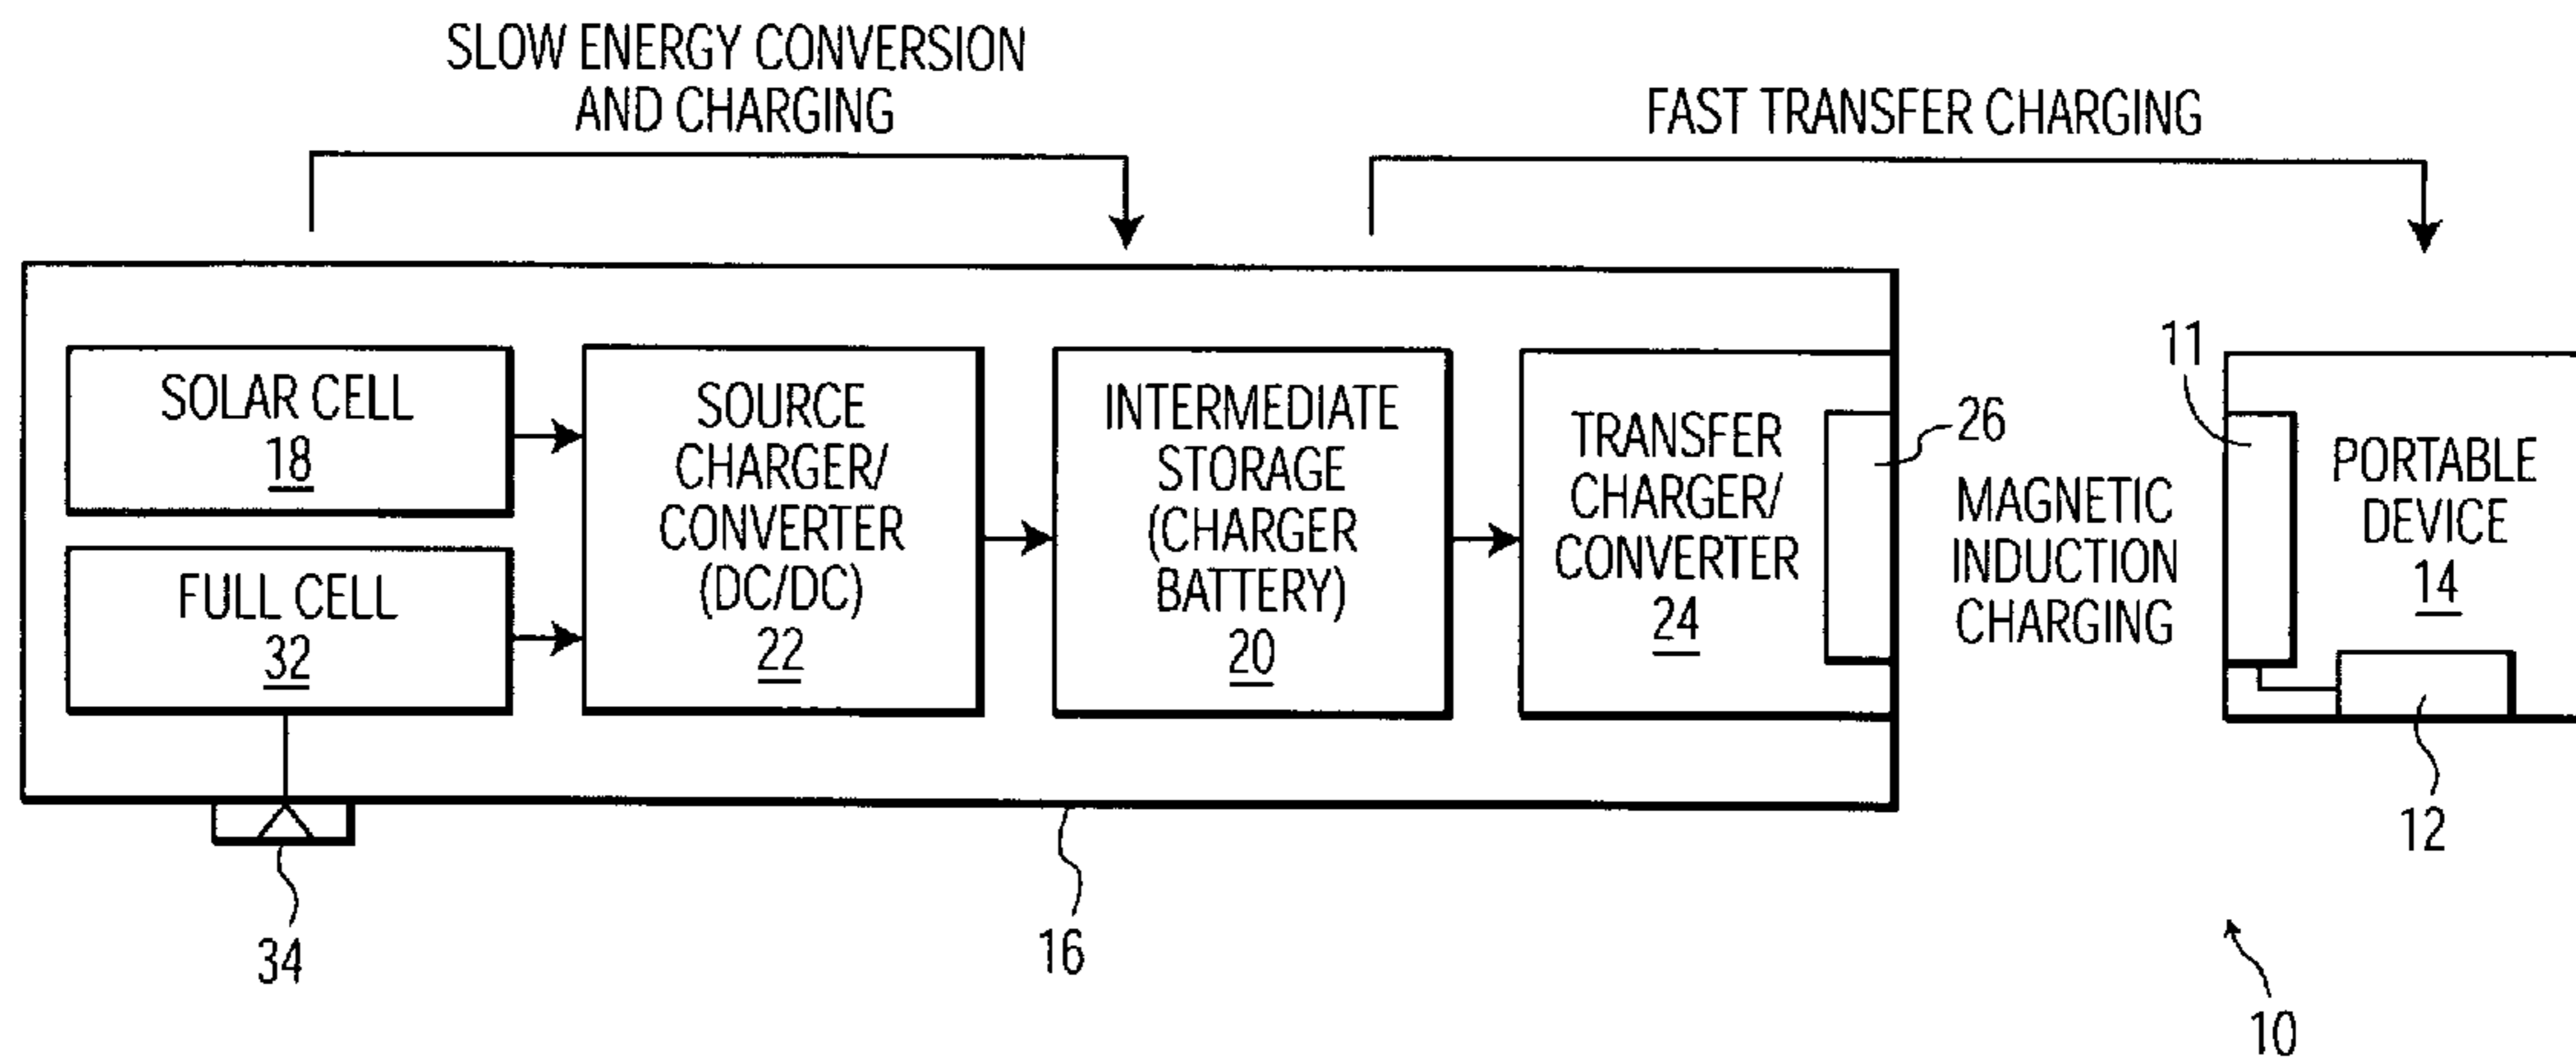 SLOW ENERGY CONVERSION
AND CHARGING
FAST TRANSFER CHARGING
SOLAR CELL
18
FULL CELL
32
SOURCE
CHARGER/
CONVERTER
(DC/DC)
22
INTERMEDIATE
STORAGE
(CHARGER
BATTERY)
20
TRANSFER
CHARGER/
CONVERTER
24
26
MAGNETIC
INDUCTION
CHARGING
11
PORTABLE
DEVICE
14
12
34
16
10